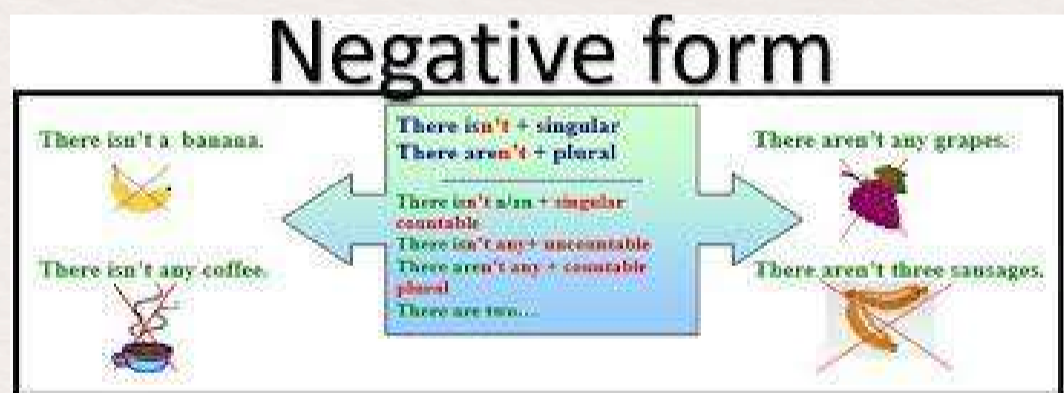 Negative form
There isn't a banana.
There isn't any coffee.
There isn't + singular
There aren't + plural
There isn't a/an + singular
countable
There isn't any+ uncountable
There aren't any + countable
plural
There are two...
There aren't any grapes.
There aren't three sausages.